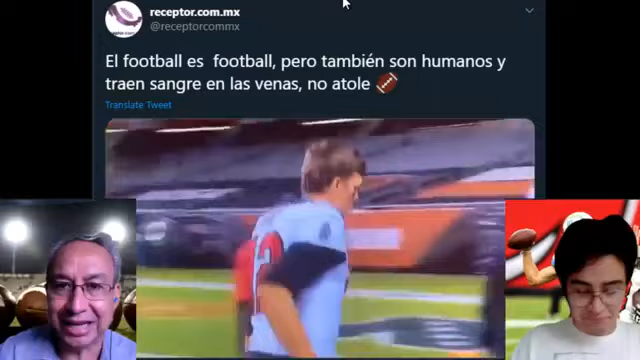 receptor.com.mx
@receptorcommx
El football es football, pero también son humanos y
traen sangre en las venas, no atole
Translate Tweet